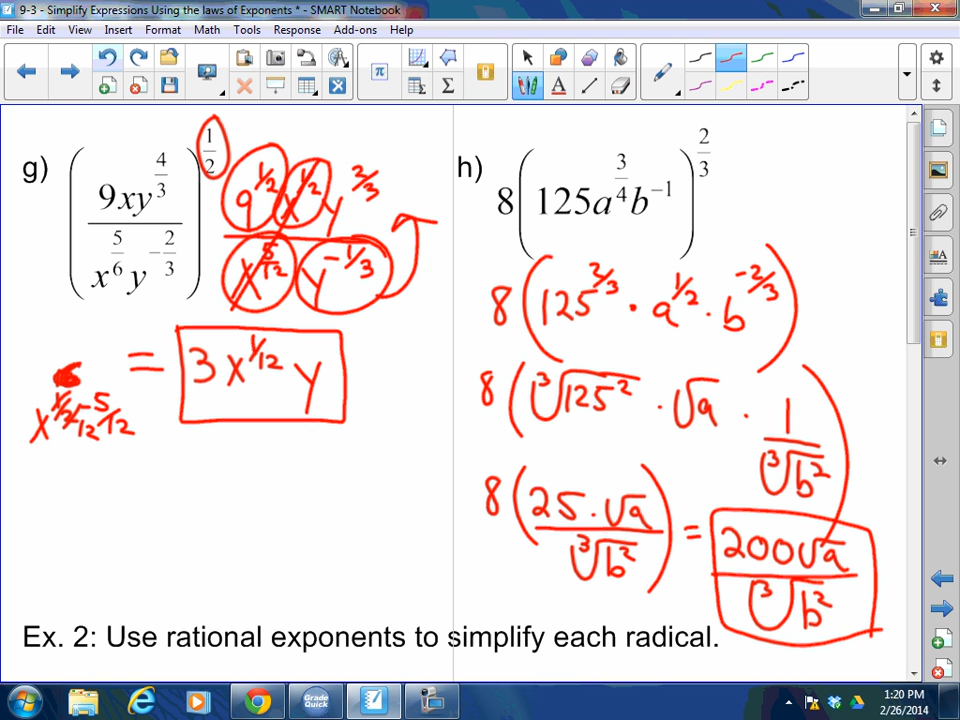 9-3 - Simplify Expressions Using the laws of Exponents * - SMART Notebook
File Edit View Insert Format Math Tools Response Add-ons Help
g) (9xy^(4/3) / x^(5/6) y^(-2/3))^(1/2)
9^(1/2) x^(1/2) y^(2/3) / x^(5/12) y^(-1/3)
= 3x^(1/12) y
h) 8(125a^(3/4) b^(-1))^(2/3)
8(125^(2/3) · a^(1/2) · b^(-2/3))
8(∛125² · √a · 1/∛b²)
8(25 · √a / ∛b²) = 200√a / ∛b²
Ex. 2: Use rational exponents to simplify each radical.
Grade Quick
1:20 PM
2/26/2014